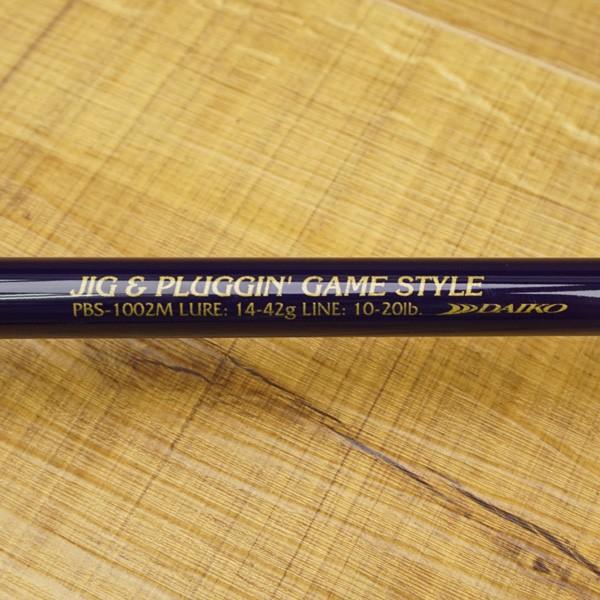 JIG & PLUGGIN' GAME STYLE
PBS-1002M LURE: 14-42g LINE: 10-20lb. DAIKO